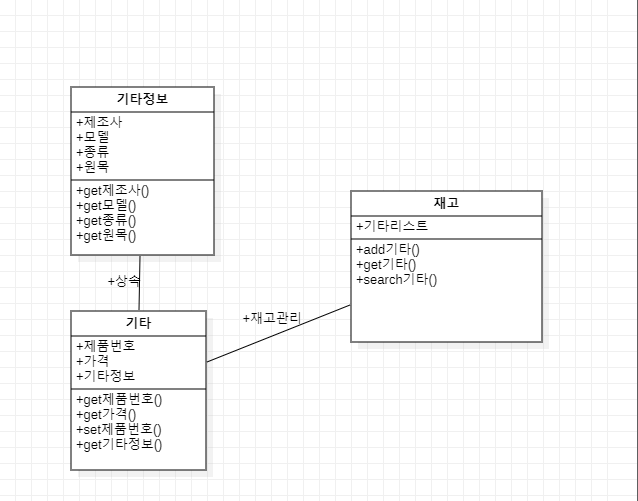 기타정보
+제조사
+모델
+종류
+원목
+get제조사()
+get모델()
+get종류()
+get원목()
+상속
기타
+제품번호
+가격
+기타정보
+get제품번호()
+get가격()
+set제품번호()
+get기타정보()
+재고관리
재고
+기타리스트
+add기타()
+get기타()
+search기타()